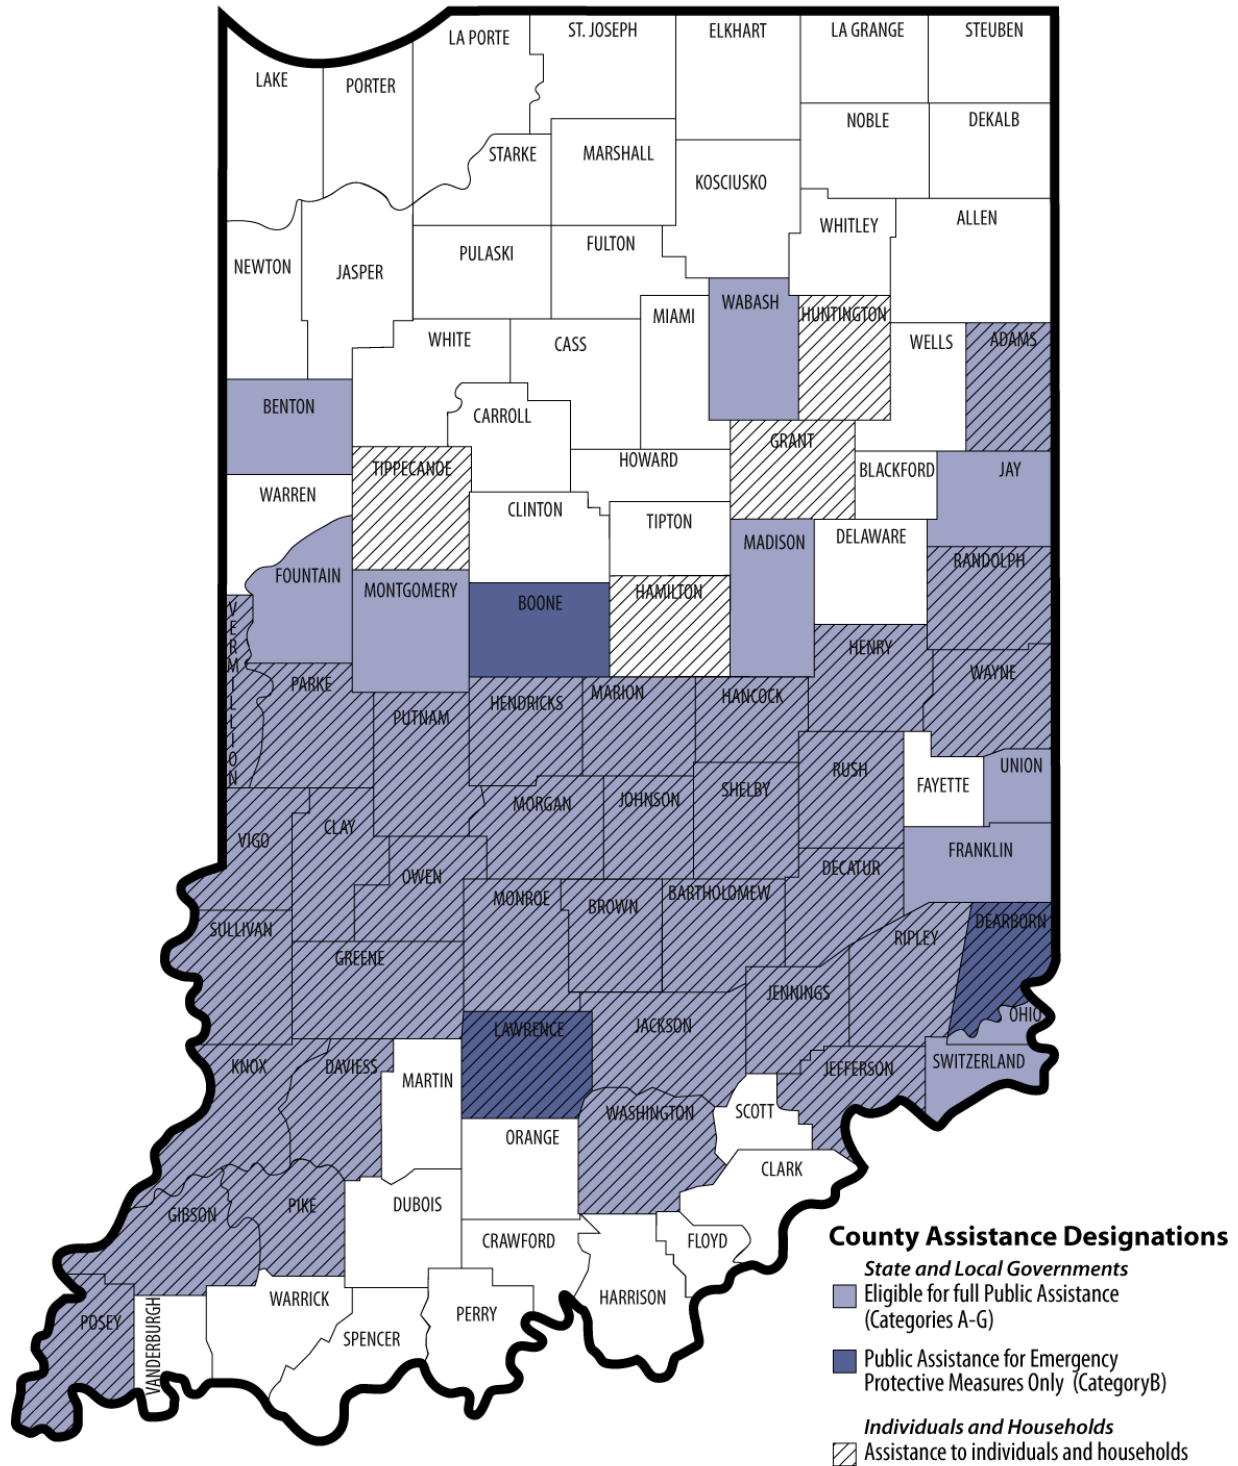 LA PORTE
ST. JOSEPH
ELKHART
LA GRANGE
STEUBEN
LAKE
PORTER
NOBLE
DEKALB
STARKE
MARSHALL
KOSCIUSKO
WHITLEY
ALLEN
NEWTON
JASPER
PULASKI
FULTON
WABASH
HUNTINGTON
MIAMI
WHITE
CASS
WELLS
ADAMS
BENTON
CARROLL
GRANT
TIPPECANOE
HOWARD
BLACKFORD
JAY
WARREN
CLINTON
TIPTON
MADISON
DELAWARE
RANDOLPH
FOUNTAIN
MONTGOMERY
BOONE
HAMILTON
VERMILLION
HENRY
WAYNE
PARKE
PUTNAM
HENDRICKS
MARION
HANCOCK
RUSH
UNION
FAYETTE
MORGAN
JOHNSON
SHELBY
VIGO
CLAY
FRANKLIN
OWEN
DECATUR
MONROE
BROWN
BARTHOLOMEW
DEARBORN
SULLIVAN
GREENE
RIPLEY
JENNINGS
OHIO
LAWRENCE
JACKSON
KNOX
DAVIESS
MARTIN
JEFFERSON
SWITZERLAND
WASHINGTON
SCOTT
ORANGE
CLARK
GIBSON
PIKE
DUBOIS
CRAWFORD
FLOYD
POSEY
VANDERBURGH
WARRICK
SPENCER
PERRY
HARRISON
County Assistance Designations
State and Local Governments
Eligible for full Public Assistance
(Categories A-G)
Public Assistance for Emergency
Protective Measures Only (CategoryB)
Individuals and Households
Assistance to individuals and households